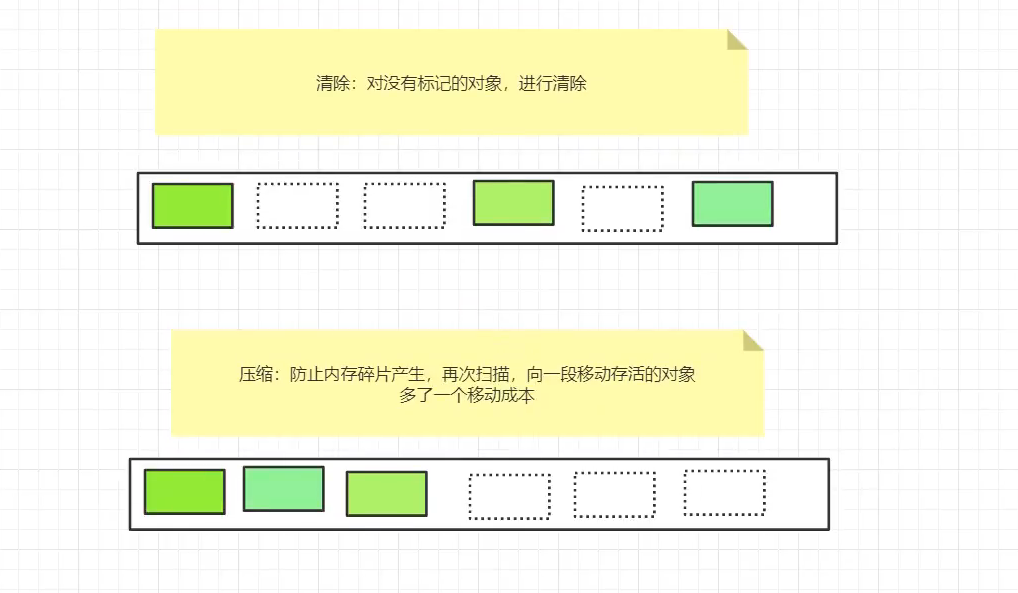 清除：对没有标记的对象，进行清除
压缩：防止内存碎片产生，再次扫描，向一段移动存活的对象
多了一个移动成本